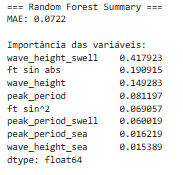 === Random Forest Summary ===
MAE: 0.0722

Importância das variáveis:
wave_height_swell    0.417923
ft sin abs           0.190915
wave_height          0.149283
peak_period          0.081197
ft sin^2             0.069057
peak_period_swell    0.060019
peak_period_sea      0.016219
wave_height_sea      0.015389
dtype: float64